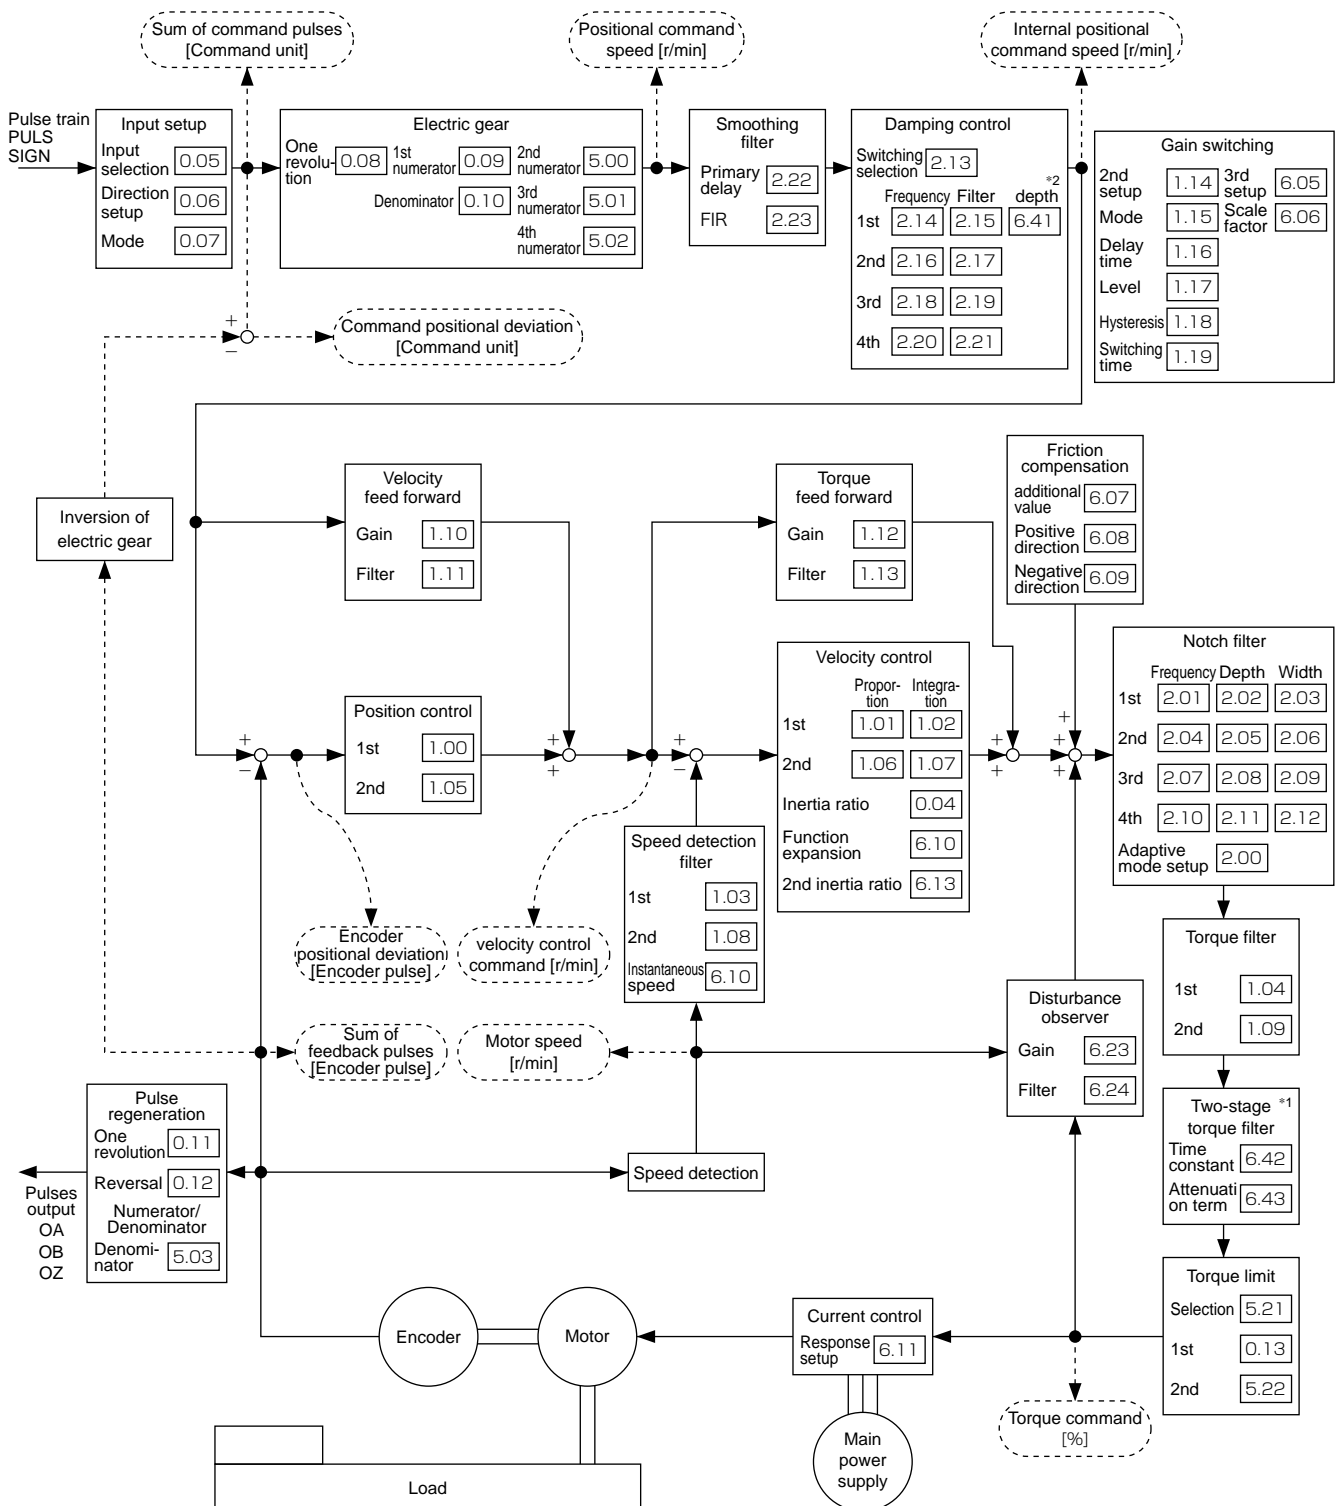 Sum of command pulses
[Command unit]
Positional command
speed [r/min]
Internal positional
command speed [r/min]
Pulse train
PULS
SIGN
Input setup
Input
selection 0.05
Direction
setup 0.06
Mode 0.07
Electric gear
One
revolu-
tion 0.08
1st
numerator 0.09
2nd
numerator 5.00
Denominator 0.10
3rd
numerator 5.01
4th
numerator 5.02
Smoothing
filter
Primary
delay 2.22
FIR 2.23
Damping control
Switching
selection 2.13
*2
Frequency Filter depth
1st 2.14 2.15 6.41
2nd 2.16 2.17
3rd 2.18 2.19
4th 2.20 2.21
Gain switching
2nd
setup 1.14
3rd
setup 6.05
Mode 1.15
Scale
factor 6.06
Delay
time 1.16
Level 1.17
Hysteresis 1.18
Switching
time 1.19
+
−
Command positional deviation
[Command unit]
Inversion of
electric gear
Velocity
feed forward
Gain 1.10
Filter 1.11
Torque
feed forward
Gain 1.12
Filter 1.13
Friction
compensation
additional
value 6.07
Positive
direction 6.08
Negative
direction 6.09
+
−
Position control
1st 1.00
2nd 1.05
+
+
+
−
Velocity control
Propor-
tion
Integra-
tion
1st 1.01 1.02
2nd 1.06 1.07
Inertia ratio 0.04
Function
expansion 6.10
2nd inertia ratio 6.13
+
+
+
+
+
Notch filter
Frequency Depth Width
1st 2.01 2.02 2.03
2nd 2.04 2.05 2.06
3rd 2.07 2.08 2.09
4th 2.10 2.11 2.12
Adaptive
mode setup 2.00
Speed detection
filter
1st 1.03
2nd 1.08
Instantaneous
speed 6.10
Encoder
positional deviation
[Encoder pulse]
velocity control
command [r/min]
Torque filter
1st 1.04
2nd 1.09
Sum of
feedback pulses
[Encoder pulse]
Motor speed
[r/min]
Disturbance
observer
Gain 6.23
Filter 6.24
Pulse
regeneration
One
revolution 0.11
Reversal 0.12
Numerator/
Denominator
Denomi-
nator 5.03
Pulses
output
OA
OB
OZ
Speed detection
Two-stage *1
torque filter
Time
constant 6.42
Attenuati
on term 6.43
Torque limit
Selection 5.21
1st 0.13
2nd 5.22
Encoder
Motor
Current control
Response
setup 6.11
Torque command
[%]
Main
power
supply
Load